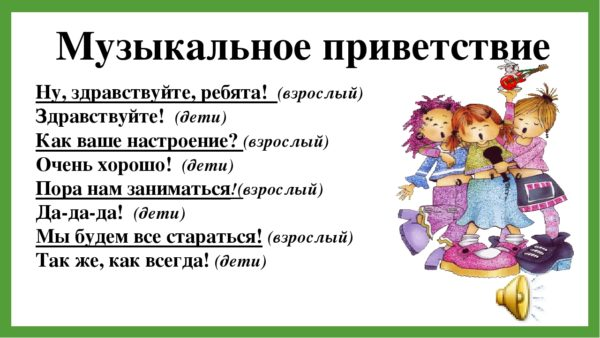 Музыкальное приветствие
Ну, здравствуйте, ребята! (взрослый)
Здравствуйте! (дети)
Как ваше настроение? (взрослый)
Очень хорошо! (дети)
Пора нам заниматься!(взрослый)
Да-да-да! (дети)
Мы будем все стараться! (взрослый)
Так же, как всегда! (дети)